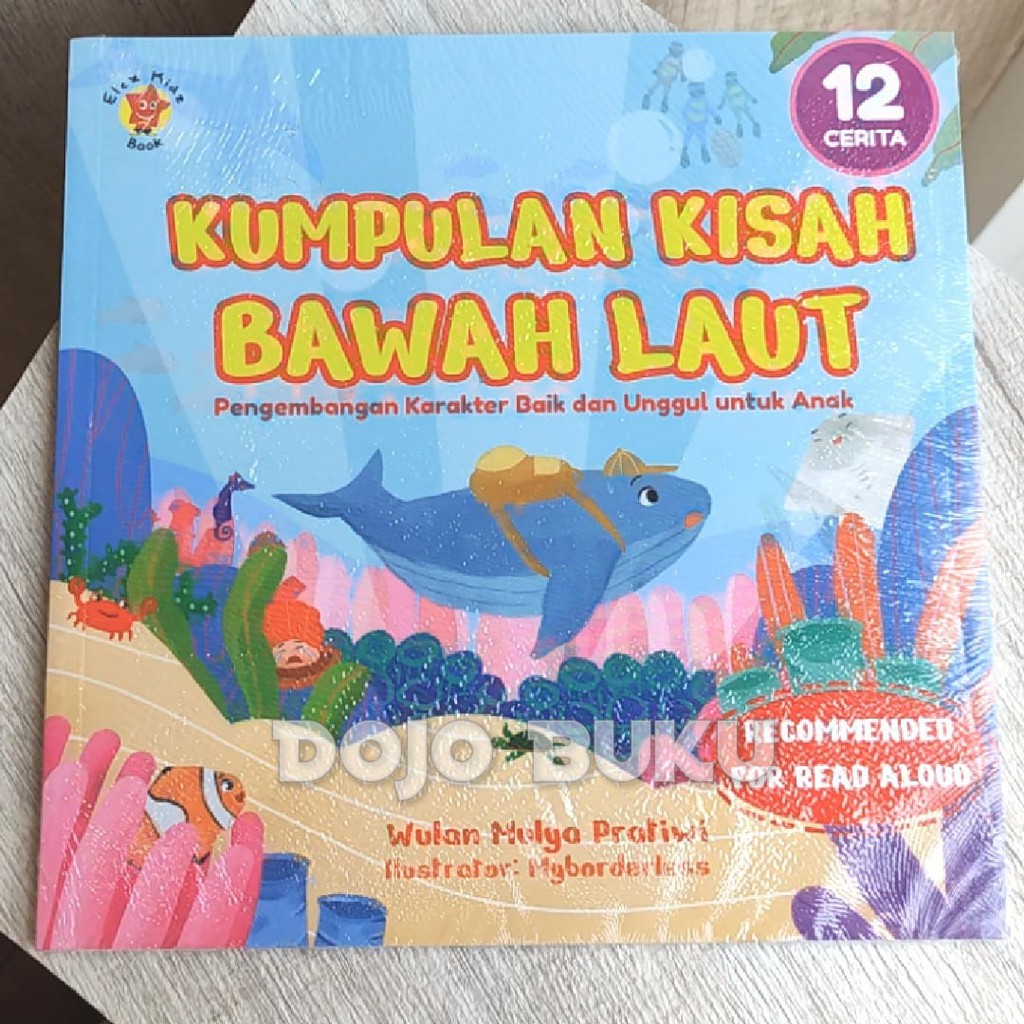 Elex Kidz
Book
12
CERITA
KUMPULAN KISAH
BAWAH LAUT
Pengembangan Karakter Baik dan Unggul untuk Anak
DOJO BUKU
RECOMMENDED
FOR READ ALOUD
Wulan Mulya Pratiwi
Ilustrator: Myborderless